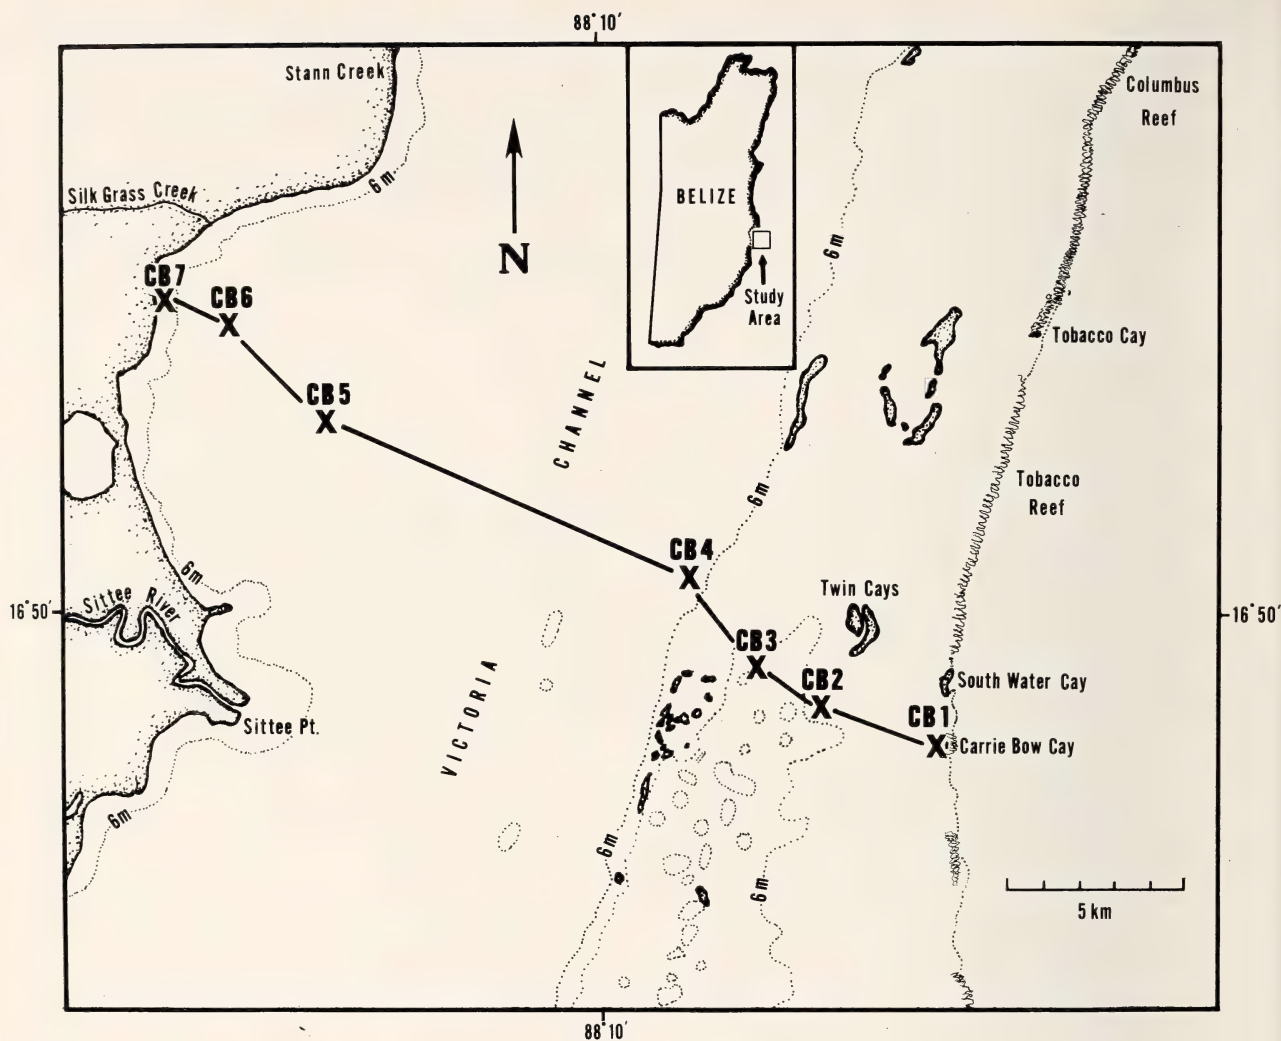 88°10'
Stann Creek
Columbus
Reef
6m
Silk Grass Creek
BELIZE
N
6m
CB7
CB6
Study
Area
Tobacco Cay
CB5
CHANNEL
Tobacco
Reef
6m
CB4
6m
Twin Cays
16°50'
Sittee River
16°50'
CB3
South Water Cay
CB2
CB1
Sittee Pt.
VICTORIA
Carrie Bow Cay
6m
6m
6m
5 km
88°10'